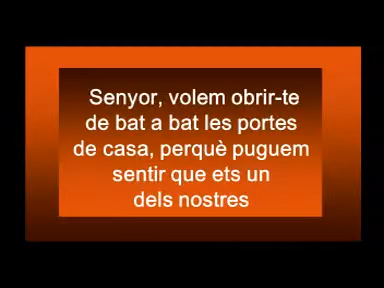 Senyor, volem obrir-te
de bat a bat les portes
de casa, perquè puguem
sentir que ets un
dels nostres